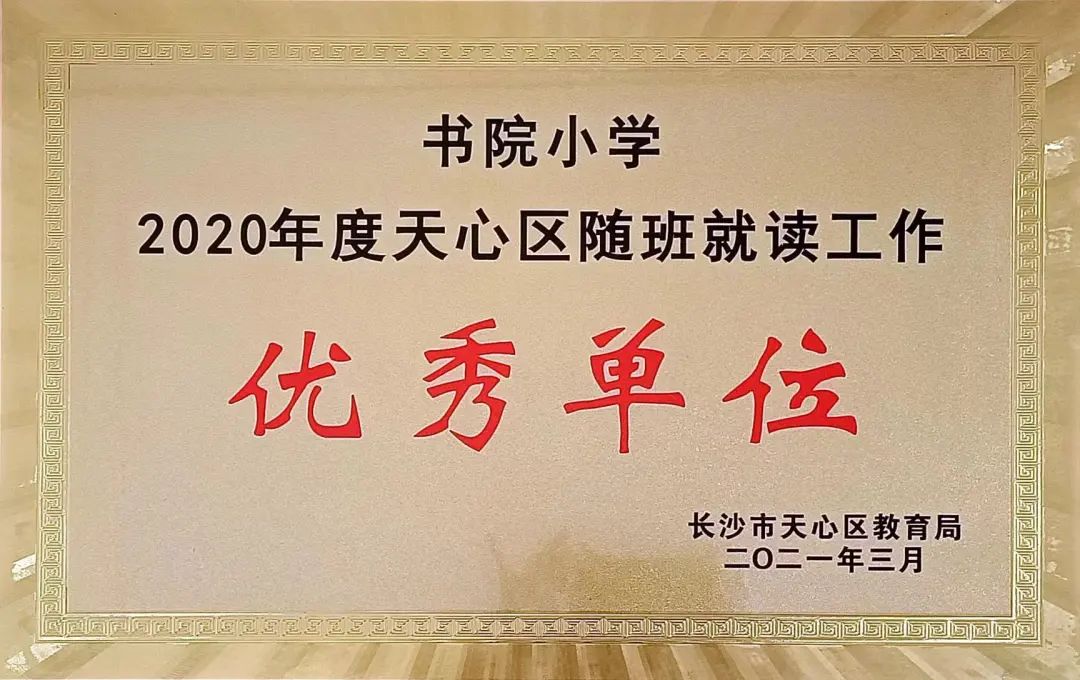 书院小学
2020年度天心区随班就读工作
优秀单位
长沙市天心区教育局
二〇二一年三月